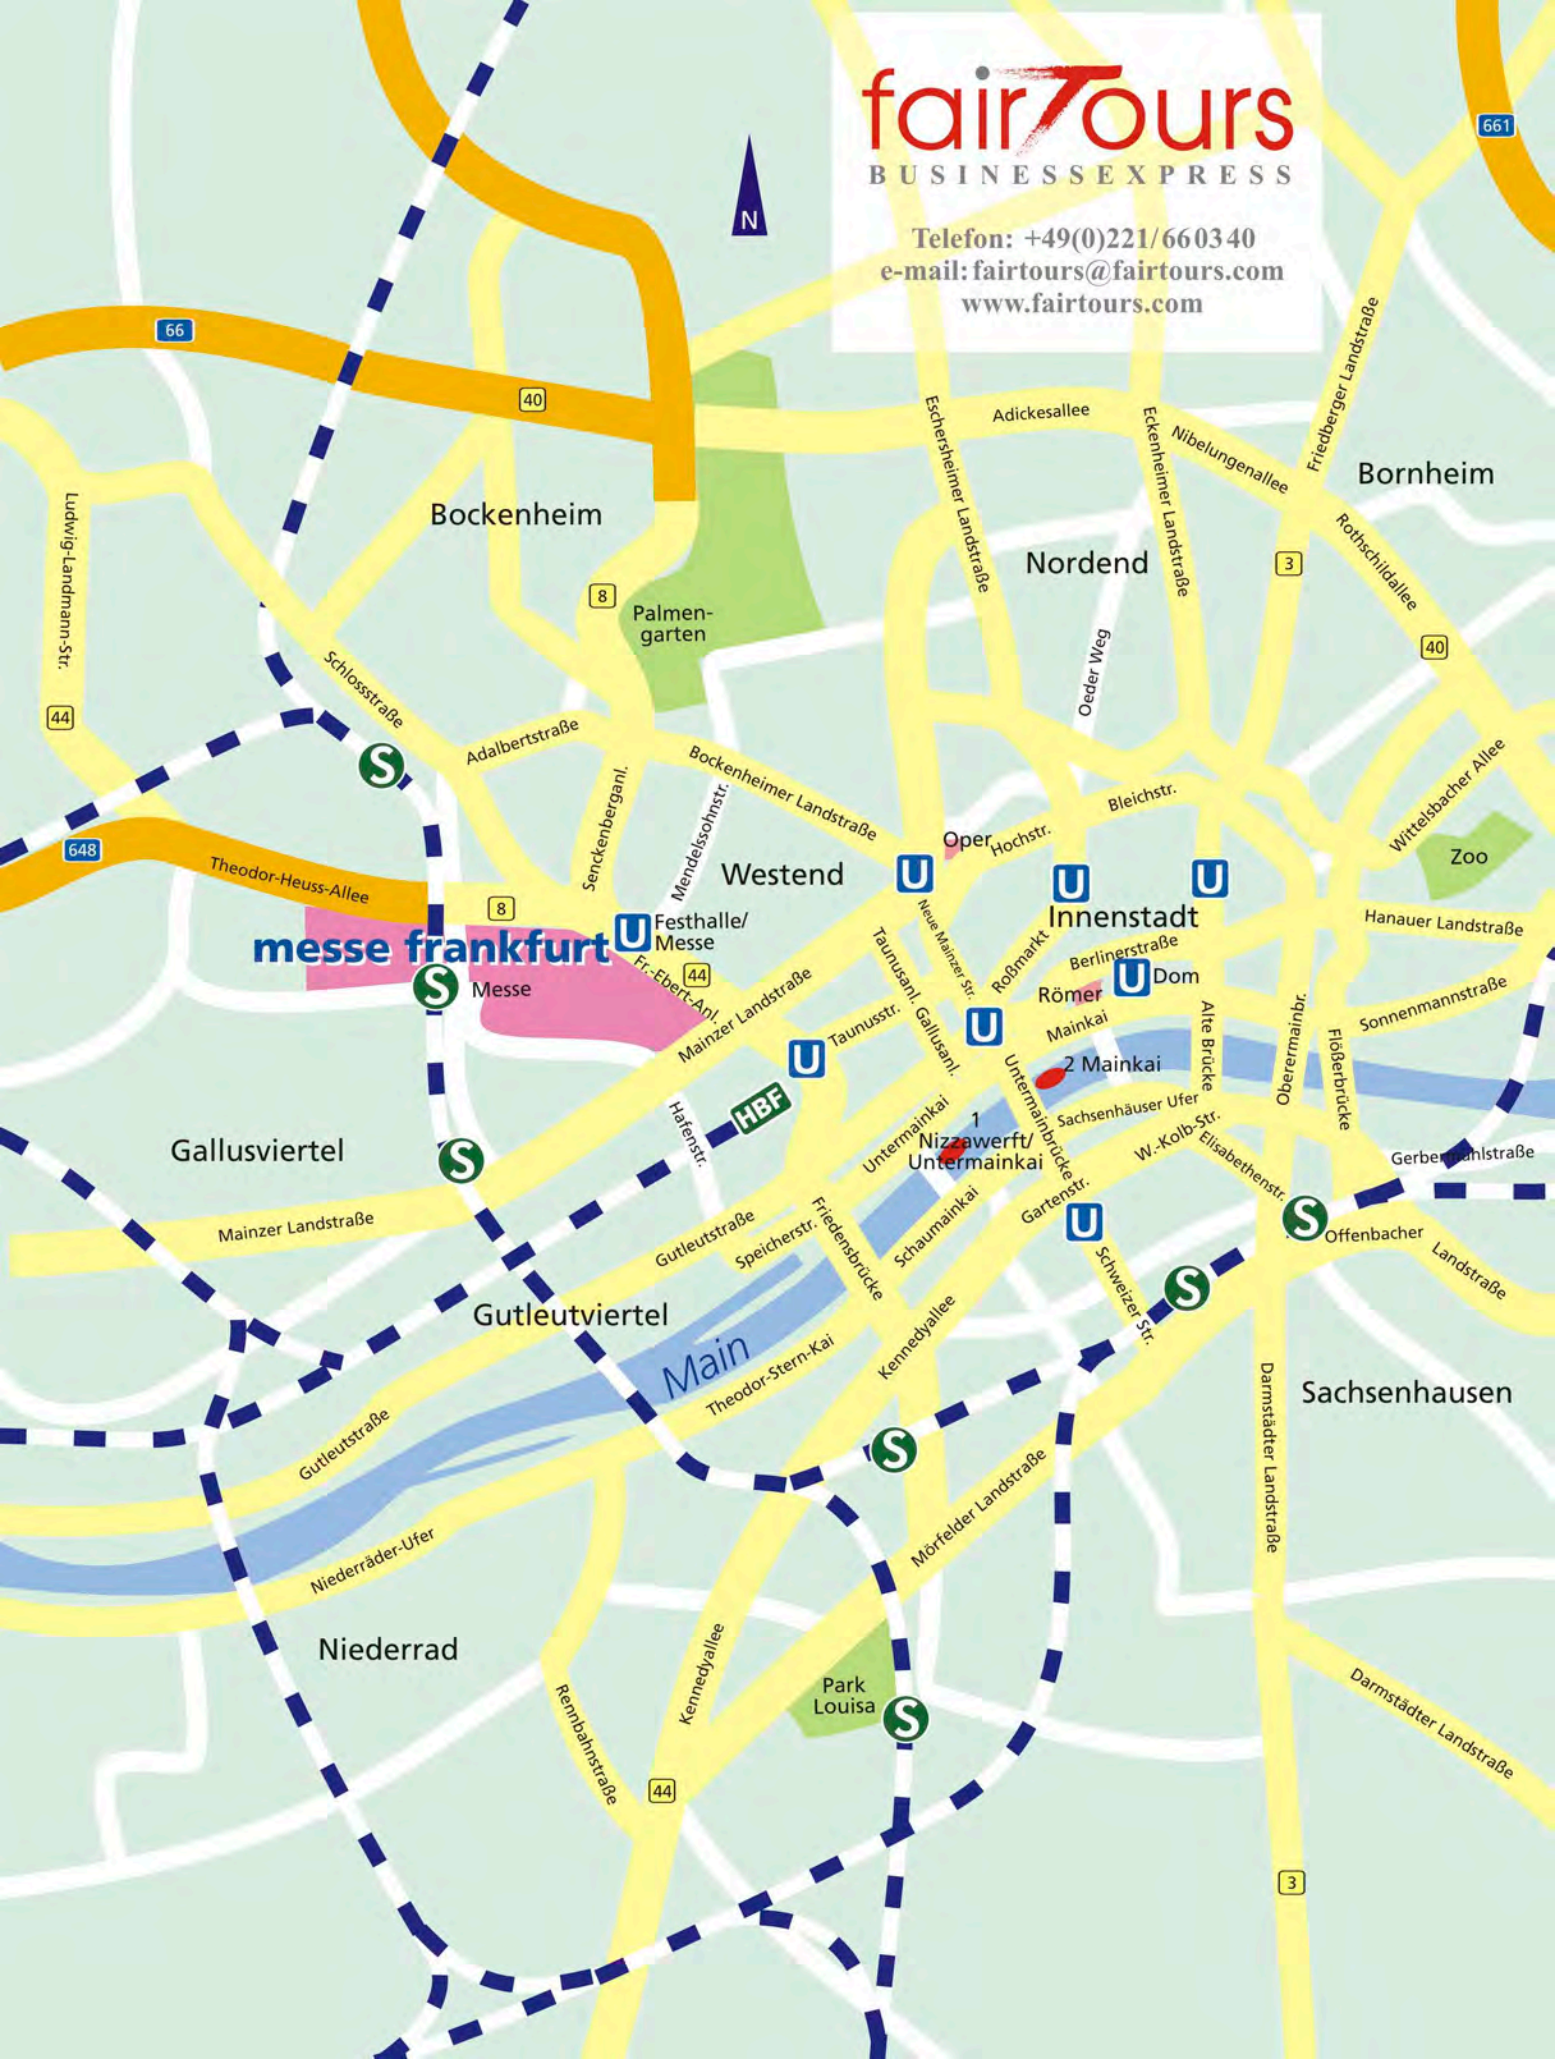 fairTours
BUSINESSEXPRESS
Telefon: +49(0)221/660340
e-mail: fairtours@fairtours.com
www.fairtours.com
661
N
66
40
Eschersheimer Landstraße
Adickesallee
Eckenheimer Landstraße
Nibelungenallee
Friedberger Landstraße
Bornheim
Ludwig-Landmann-Str.
Bockenheim
Nordend
3
Rothschildallee
8
Palmen-
garten
40
Oeder Weg
Schlossstraße
44
Adalbertstraße
Bockenheimer Landstraße
Senckenberganl.
Mendelssohnstr.
Bleichstr.
Wittelsbacher Allee
S
648
Oper
Hochstr.
Zoo
Theodor-Heuss-Allee
Westend
U
U
U
8
Innenstadt
Hanauer Landstraße
messe frankfurt
U
Festhalle/
Messe
Neue Mainzer Str.
Taunusanl.
Gallusanl.
Roßmarkt
Berlinerstraße
Fr.-Ebert-Anl.
44
U
Dom
S
Messe
Römer
Mainzer Landstraße
Sonnemannstraße
Taunusstr.
U
Mainkai
Alte Brücke
Oberermainbr.
Flößerbrücke
U
2 Mainkai
HBF
Untermainbrücke
Hafenstr.
Untermainkai
Sachsenhäuser Ufer
1
Nizzawerft/
Untermainkai
W.-Kolb-Str.
Elisabethenstr.
Gerbermühlstraße
Gallusviertel
S
Schaumainkai
Gartenstr.
Mainzer Landstraße
Gutleutstraße
Speicherstr.
Friedensbrücke
U
S
Offenbacher
Landstraße
Schweizer Str.
S
Gutleutviertel
Main
Kennedyallee
Theodor-Stern-Kai
Sachsenhausen
Darmstädter Landstraße
Gutleutstraße
S
Mörfelder Landstraße
Niederräder-Ufer
Niederrad
Kennedyallee
Park
Louisa
S
Rennbahnstraße
Darmstädter Landstraße
44
3